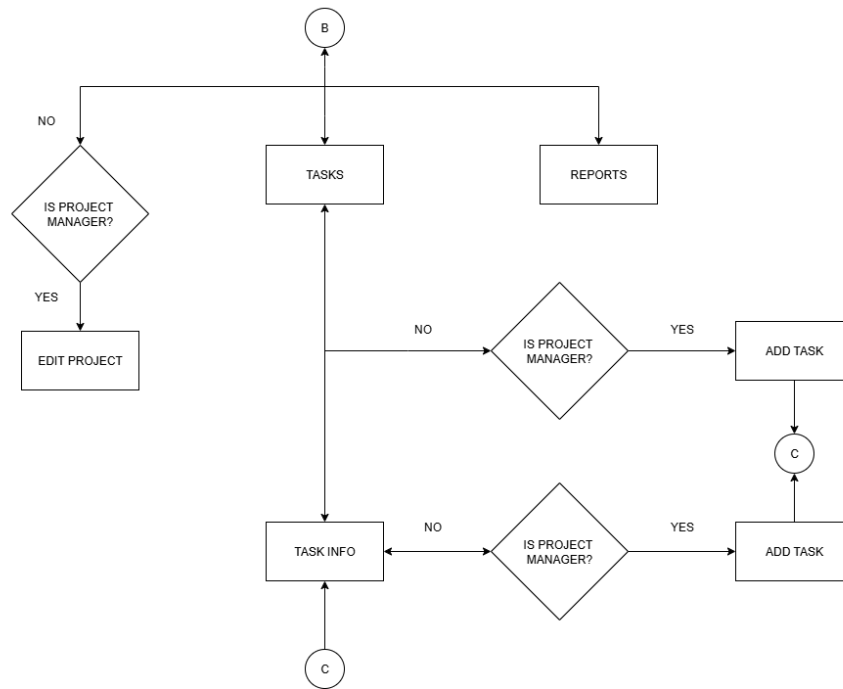 B
NO
TASKS
REPORTS
IS PROJECT
MANAGER?
YES
EDIT PROJECT
NO
IS PROJECT
MANAGER?
YES
ADD TASK
C
TASK INFO
NO
IS PROJECT
MANAGER?
YES
ADD TASK
C